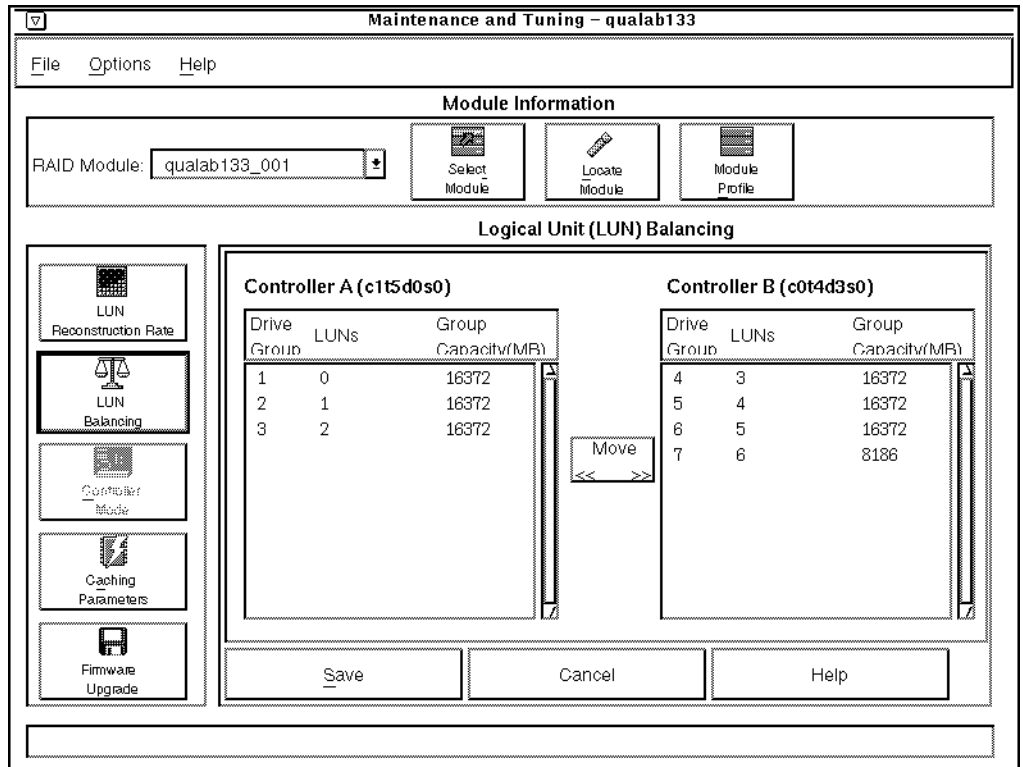 Maintenance and Tuning – qualab133
File Options Help
Module Information
RAID Module: qualab133_001
Select
Module
Locate
Module
Module
Profile
Logical Unit (LUN) Balancing
LUN
Reconstruction Rate
LUN
Balancing
Controller
Mode
Caching
Parameters
Firmware
Upgrade
Controller A (c1t5d0s0)
Drive
Group LUNs Group
Capacity(MB)
1 0 16372
2 1 16372
3 2 16372
Move
<< >>
Controller B (c0t4d3s0)
Drive
Group LUNs Group
Capacity(MB)
4 3 16372
5 4 16372
6 5 16372
7 6 8186
Save Cancel Help